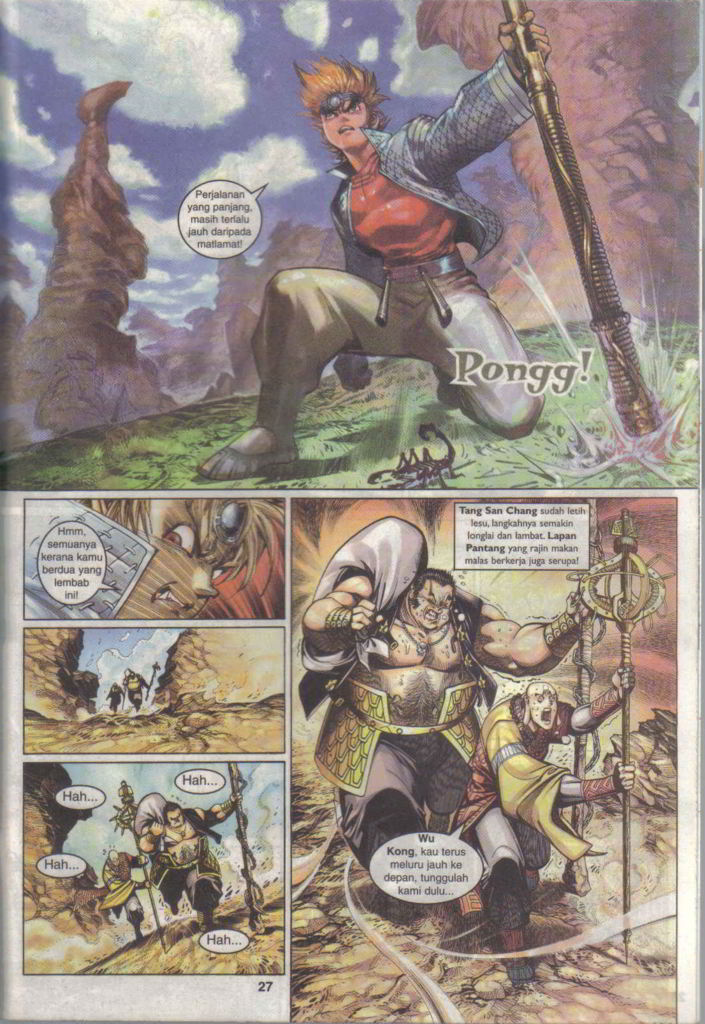 Perjalanan
yang panjang,
masih terlalu
jauh daripada
matlamat!
Pongg!
Hmm,
semuanya
kerana kamu
berdua yang
lembab
ini!
Hah...
Hah...
Hah...
Hah...
Tang San Chang sudah letih
lesu, langkahnya semakin
longlai dan lambat. Lapan
Pantang yang rajin makan
malas berkerja juga serupa!
Wu
Kong, kau terus
meluru jauh ke
depan, tunggulah
kami dulu...
27